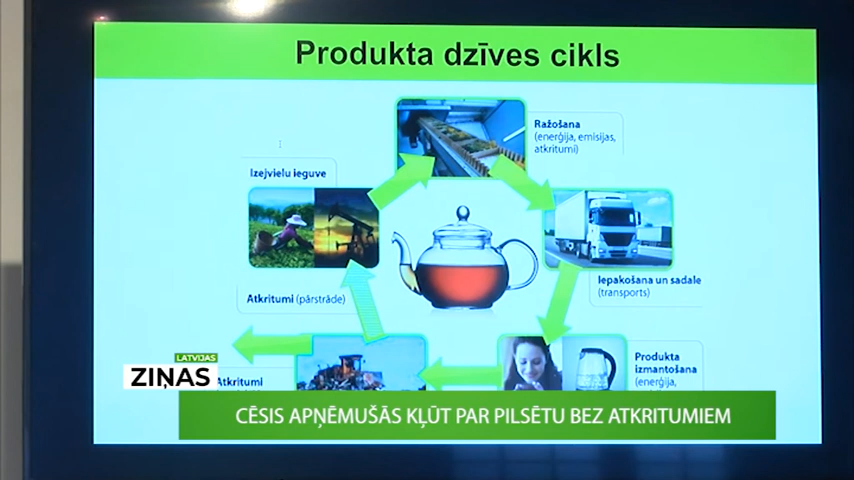 Produkta dzīves cikls
Ražošana
(enerģija, emisijas,
atkritumi)
Izejvielu ieguve
Iepakošana un sadale
(transports)
Atkritumi (pārstrāde)
Produkta
izmantošana
(enerģija,
Atkritumi
LATVIJAS
ZIŅAS
CĒSIS APŅĒMUŠĀS KĻŪT PAR PILSĒTU BEZ ATKRITUMIEM